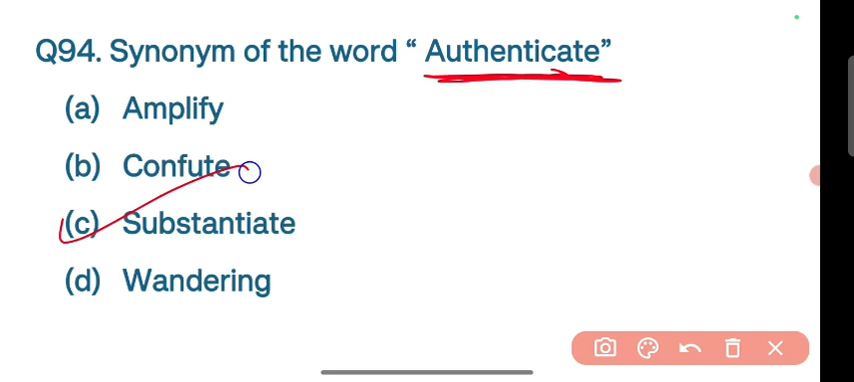 Q94. Synonym of the word “ Authenticate”
(a) Amplify
(b) Confute
(c) Substantiate
(d) Wandering